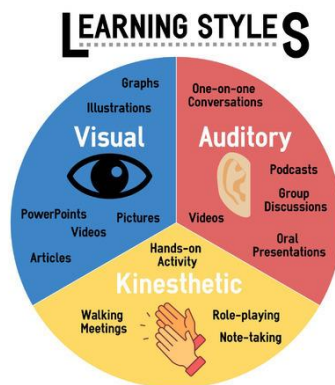 LEARNING STYLES
Graphs
Illustrations
Visual
PowerPoints
Videos
Pictures
Articles
One-on-one
Conversations
Auditory
Podcasts
Group
Discussions
Videos
Oral
Presentations
Hands-on
Activity
Kinesthetic
Walking
Meetings
Role-playing
Note-taking